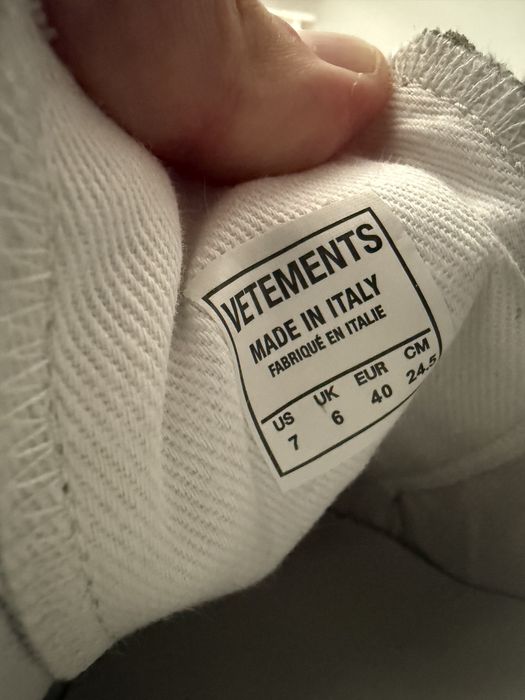 VETEMENTS
MADE IN ITALY
FABRIQUÉ EN ITALIE
US UK EUR CM
7 6 40 24.5